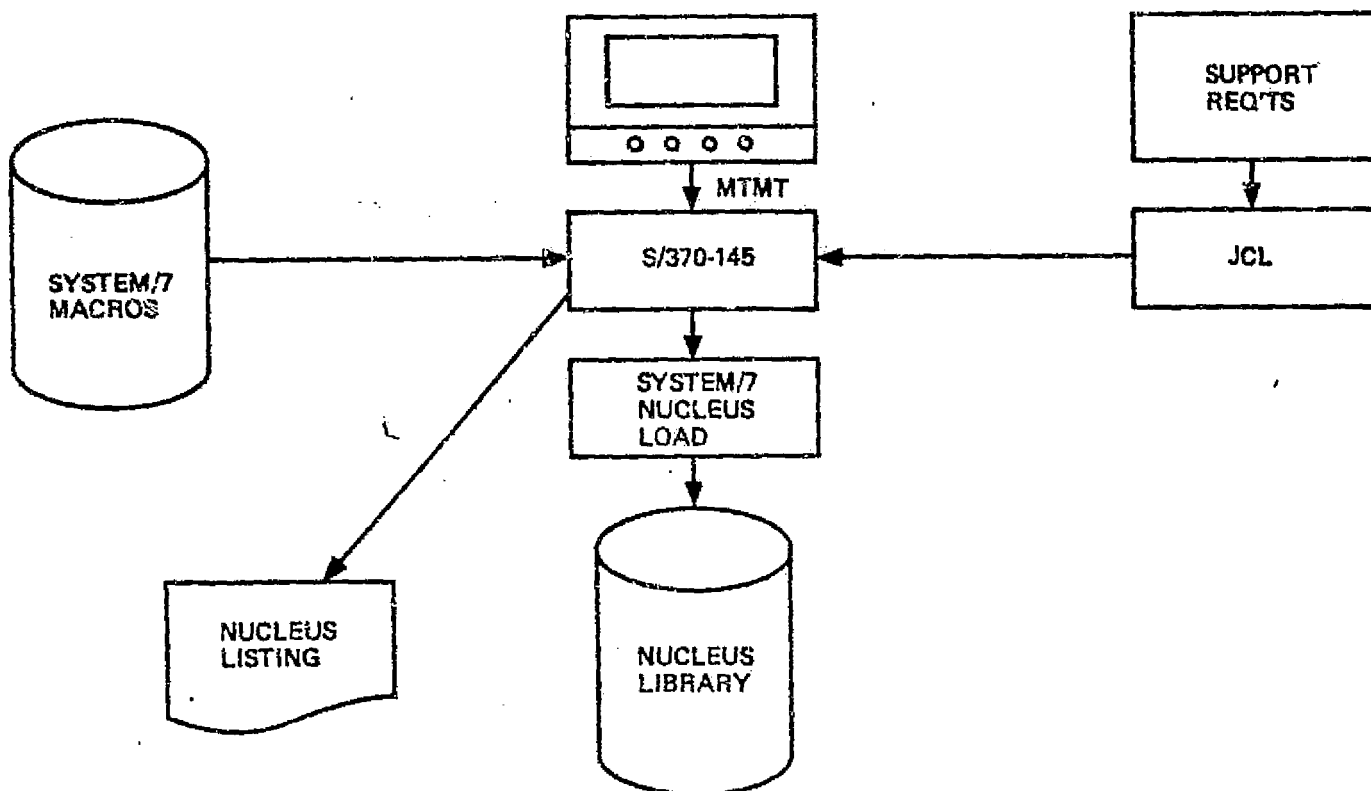 SUPPORT
REQ'TS
MTMT
SYSTEM/7
MACROS
S/370-145
JCL
SYSTEM/7
NUCLEUS
LOAD
NUCLEUS
LISTING
NUCLEUS
LIBRARY